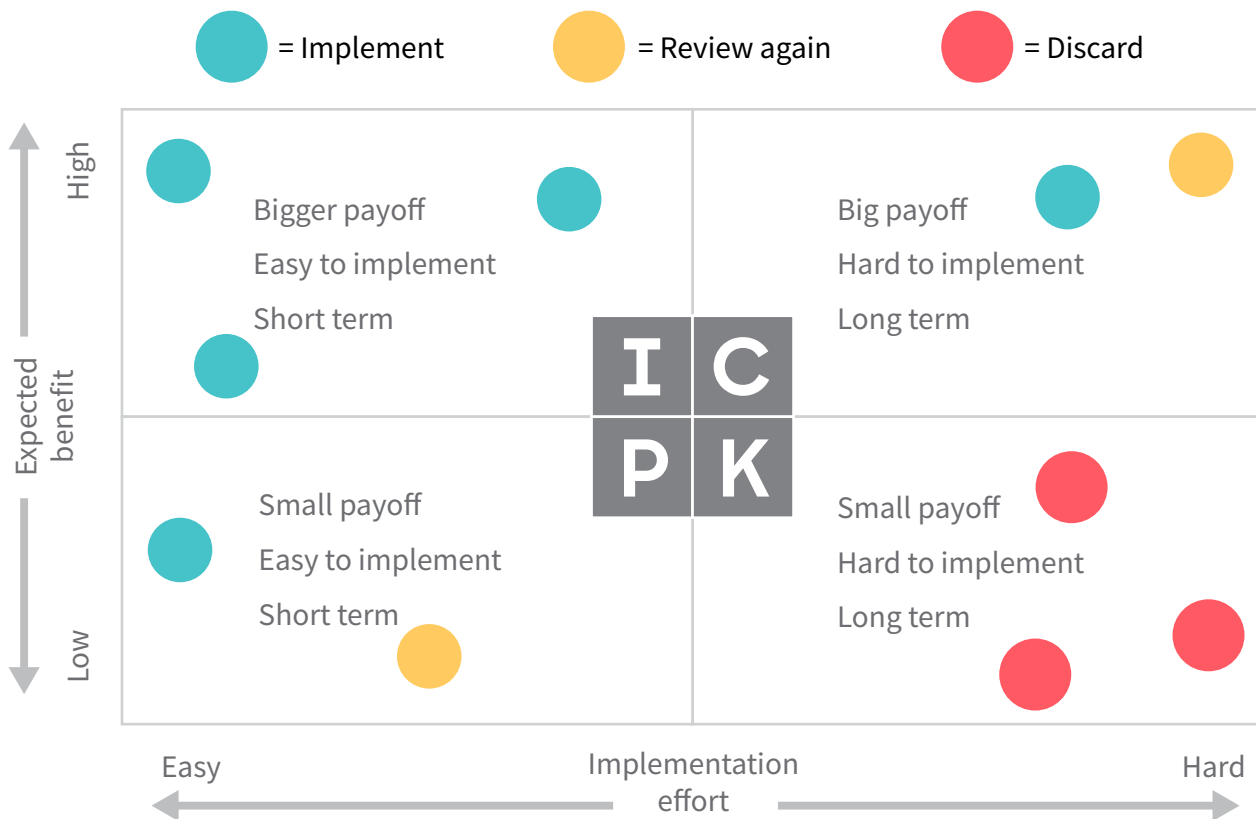 = Implement
= Review again
= Discard
High
Expected
benefit
Low
Bigger payoff
Easy to implement
Short term
Big payoff
Hard to implement
Long term
I C
P K
Small payoff
Easy to implement
Short term
Small payoff
Hard to implement
Long term
Easy
Implementation
effort
Hard